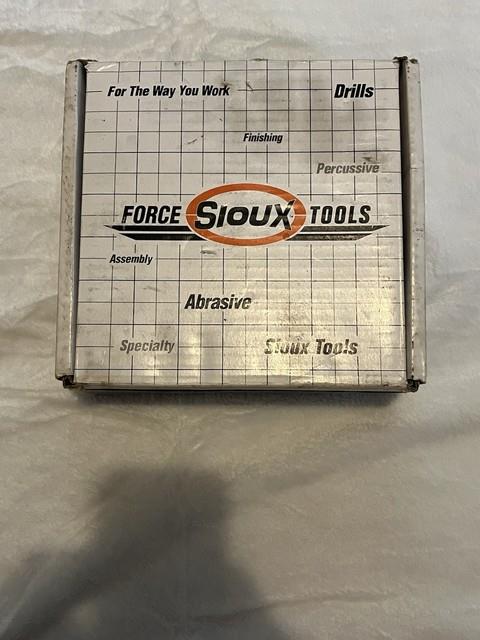 For The Way You Work
Drills
Finishing
Percussive
FORCE SIOUX TOOLS
Assembly
Abrasive
Specialty
Sioux Tools